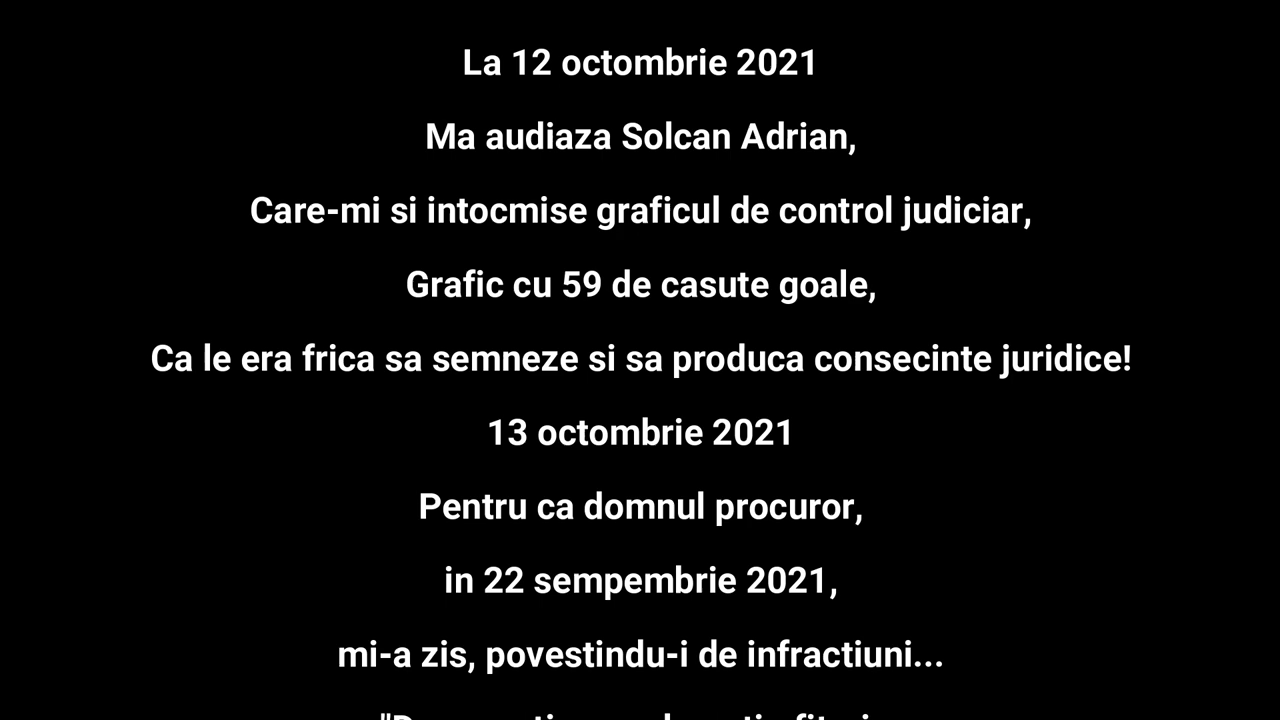 La 12 octombrie 2021
Ma audiaza Solcan Adrian,
Care-mi si intocmise graficul de control judiciar,
Grafic cu 59 de casute goale,
Ca le era frica sa semneze si sa produca consecinte juridice!
13 octombrie 2021
Pentru ca domnul procuror,
in 22 sempembrie 2021,
mi-a zis, povestindu-i de infractiuni...